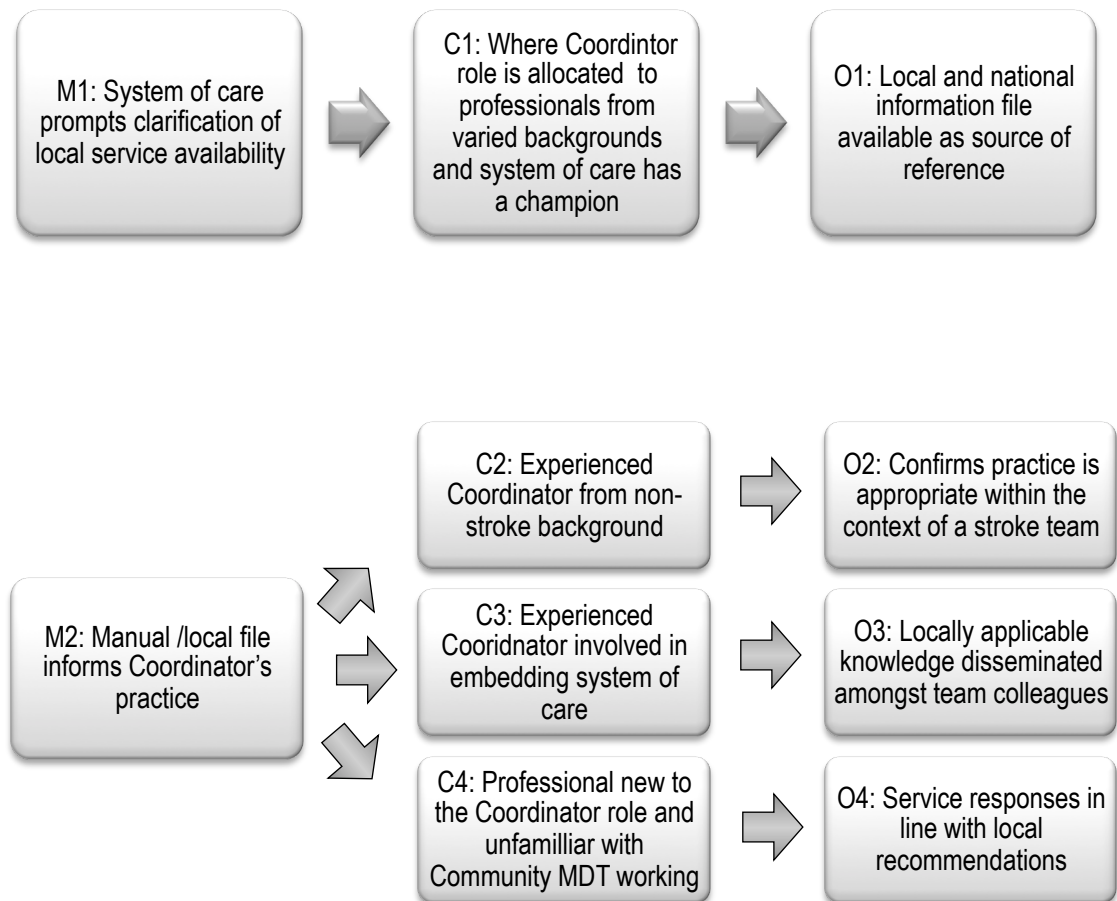 M1: System of care
prompts clarification of
local service availability
C1: Where Coordintor
role is allocated to
professionals from
varied backgrounds
and system of care has
a champion
O1: Local and national
information file
available as source of
reference
M2: Manual /local file
informs Coordinator’s
practice
C2: Experienced
Coordinator from non-
stroke background
O2: Confirms practice is
appropriate within the
context of a stroke team
C3: Experienced
Cooridnator involved in
embedding system of
care
O3: Locally applicable
knowledge disseminated
amongst team colleagues
C4: Professional new to
the Coordinator role and
unfamilliar with
Community MDT working
O4: Service responses in
line with local
recommendations